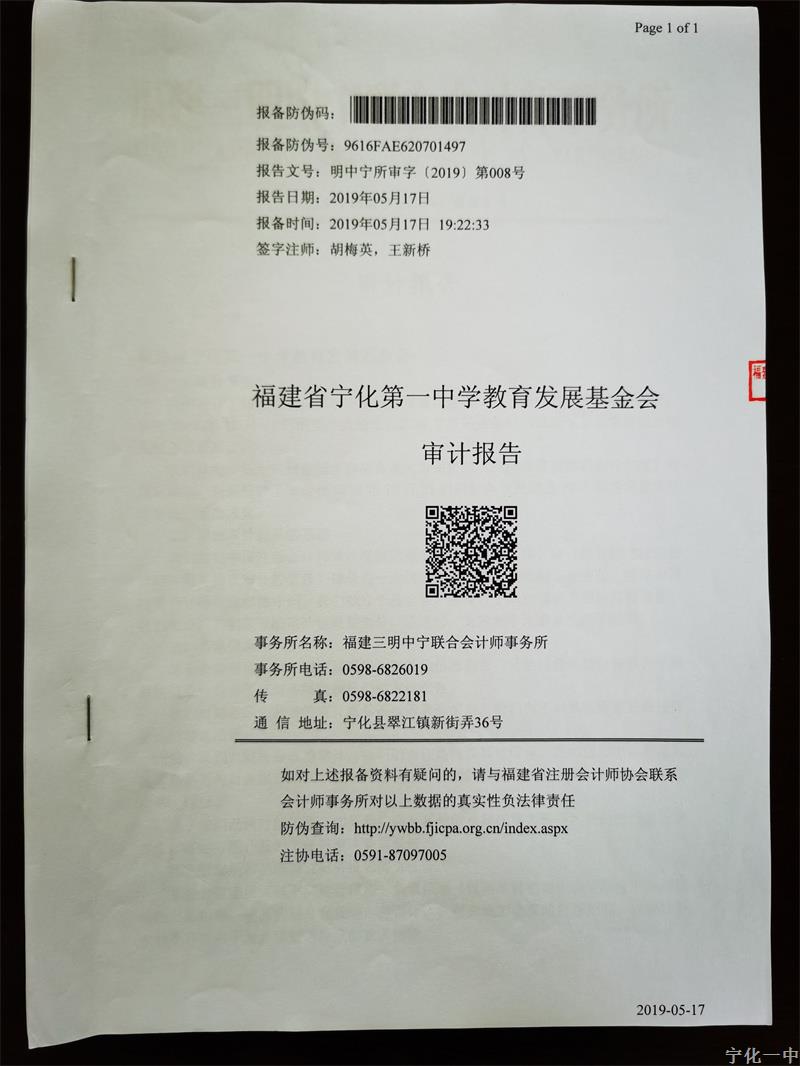 Page 1 of 1
报备防伪码：
报备防伪号：9616FAE620701497
报告文号：明中宁所审字〔2019〕第008号
报告日期：2019年05月17日
报备时间：2019年05月17日 19:22:33
签字注师：胡梅英，王新桥
福建省宁化第一中学教育发展基金会
审计报告
事务所名称：福建三明中宁联合会计师事务所
事务所电话：0598-6826019
传 真：0598-6822181
通 信 地址：宁化县翠江镇新街弄36号
如对上述报备资料有疑问的，请与福建省注册会计师协会联系
会计师事务所对以上数据的真实性负法律责任
防伪查询：http://ywbb.fjicpa.org.cn/index.aspx
注协电话：0591-87097005
2019-05-17
宁化一中